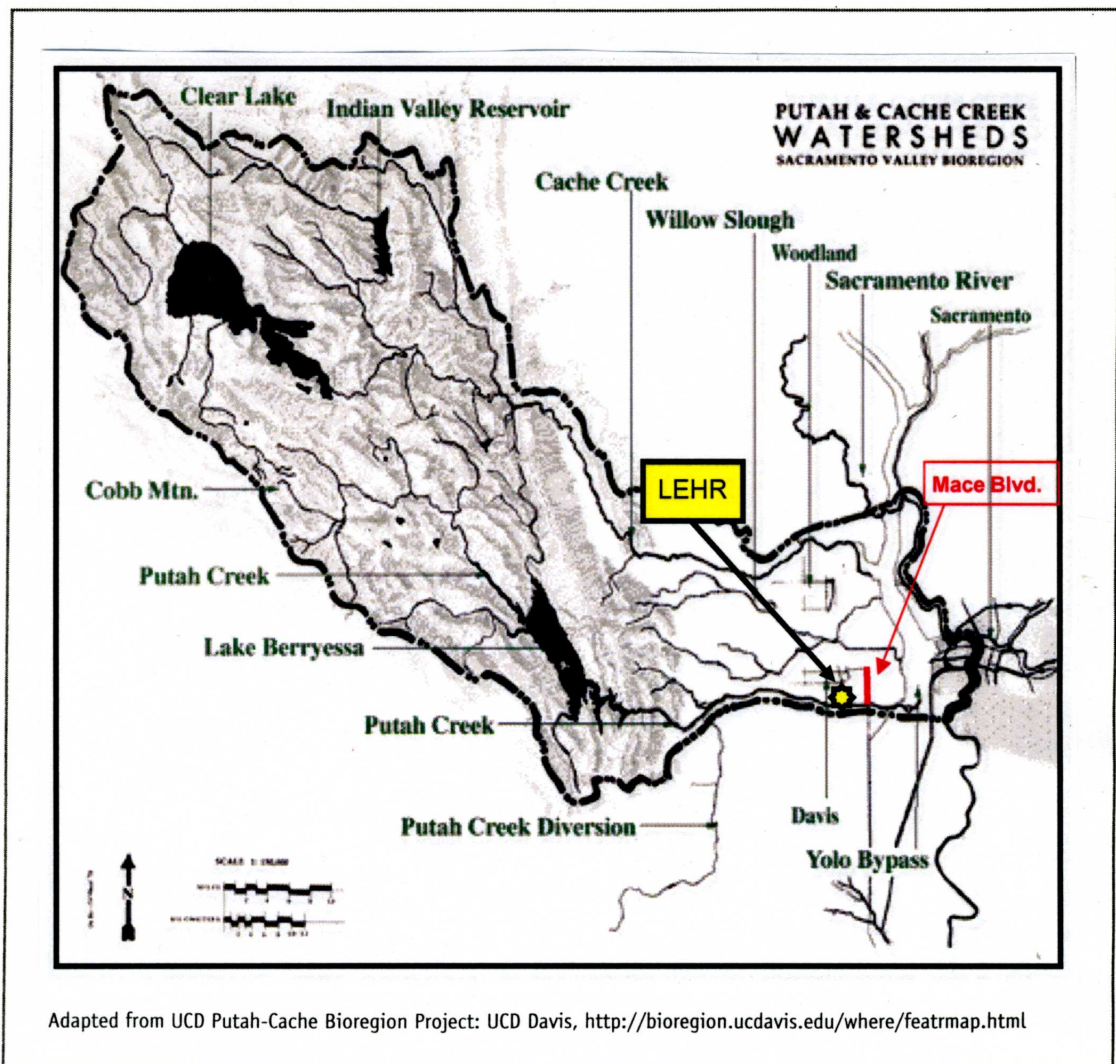 Clear Lake
Indian Valley Reservoir
PUTAH & CACHE CREEK
WATERSHEDS
SACRAMENTO VALLEY BIOREGION
Cache Creek
Willow Slough
Woodland
Sacramento River
Sacramento
LEHR
Mace Blvd.
Cobb Mtn.
Putah Creek
Lake Berryessa
Putah Creek
Putah Creek Diversion
Davis
Yolo Bypass
N
SCALE
MILES
KILOMETERS
Adapted from UCD Putah-Cache Bioregion Project: UCD Davis, http://bioregion.ucdavis.edu/where/featrmap.html